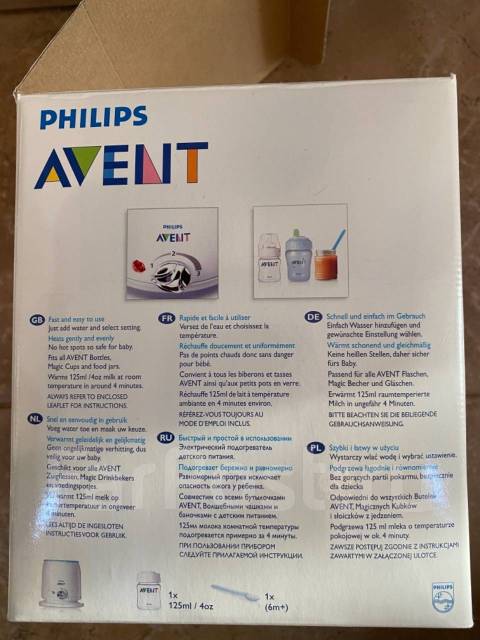 PHILIPS
AVENT
PHILIPS
AVENT
1
2
3
GB Fast and easy to use
Just add water and select setting.
Heats gently and evenly
No hot spots so safe for baby.
Fits all AVENT Bottles,
Magic Cups and food jars.
Warms 125ml /4oz milk at room
temperature in around 4 minutes.
ALWAYS REFER TO ENCLOSED
LEAFLET FOR INSTRUCTIONS.
FR Rapide et facile à utiliser
Versez de l'eau et choisissez la
température.
Réchauffe doucement et uniformément
Pas de points chauds donc sans danger
pour bébé.
Convient à tous les biberons et tasses
AVENT ainsi qu'aux petits pots en verre.
Réchauffe 125ml de lait à température
ambiante en 4 minutes environ.
RÉFÉREZ-VOUS TOUJOURS AU
MODE D'EMPLOI INCLUS.
DE Schnell und einfach im Gebrauch
Einfach Wasser hinzufügen und
gewünschte Einstellung wählen.
Wärmt schonend und gleichmäßig
Keine heißen Stellen, daher sicher
fürs Baby.
Passend für alle AVENT Flaschen,
Magic Becher und Gläschen.
Erwärmt 125ml raumtemperierte
Milch in ungefähr 4 Minuten.
BITTE BEACHTEN SIE DIE BEILIEGENDE
GEBRAUCHSANWEISUNG.
NL Snel en eenvoudig in gebruik
Voeg water toe en maak uw keuze.
Verwarmt geleidelijk en gelijkmatig
Geen ongelijkmatige verhitting, dus
veilig voor uw baby.
Geschikt voor alle AVENT
Zuigflessen, Magic Drinkbekers
en voedingspotjes.
125ml melk op
kamertemperatuur in ongeveer
4 minuten.
LEES ALTIJD DE INGESLOTEN
INSTRUCTIES VOOR GEBRUIK.
RU Быстрый и простой в использовании
Электрический подогреватель
детского питания.
Подогревает бережно и равномерно
Равномерный прогрев исключает
опасность ожога у ребенка.
Совместим со всеми бутылочками
AVENT, Волшебными чашками и
баночками с детским питанием.
125мл молока комнатной температуры
подогревается примерно за 4 минуты.
ПРИ ПОЛЬЗОВАНИИ ПРИБОРОМ
СЛЕДУЙТЕ ПРИЛАГАЕМОЙ ИНСТРУКЦИИ.
PL Szybki i łatwy w użyciu
Wystarczy wlać wodę i wybrać ustawienie.
Podgrzewa łagodnie i równomiernie
Bez gorących partii pokarmu, bezpiecznie
dla dziecka
Odpowiedni do wszystkich Butelek
AVENT, Magicznych Kubków
i słoiczków z jedzeniem.
Podgrzewa 125 ml mleka o temperaturze
pokojowej w ok. 4 minuty.
ZAWSZE POSTĘPUJ ZGODNIE Z INSTRUKCJAMI
ZAWARTYMI W ZAŁĄCZONEJ ULOTCE.
AVENT
1x
125ml / 4oz
1x
(6m+)
PHILIPS